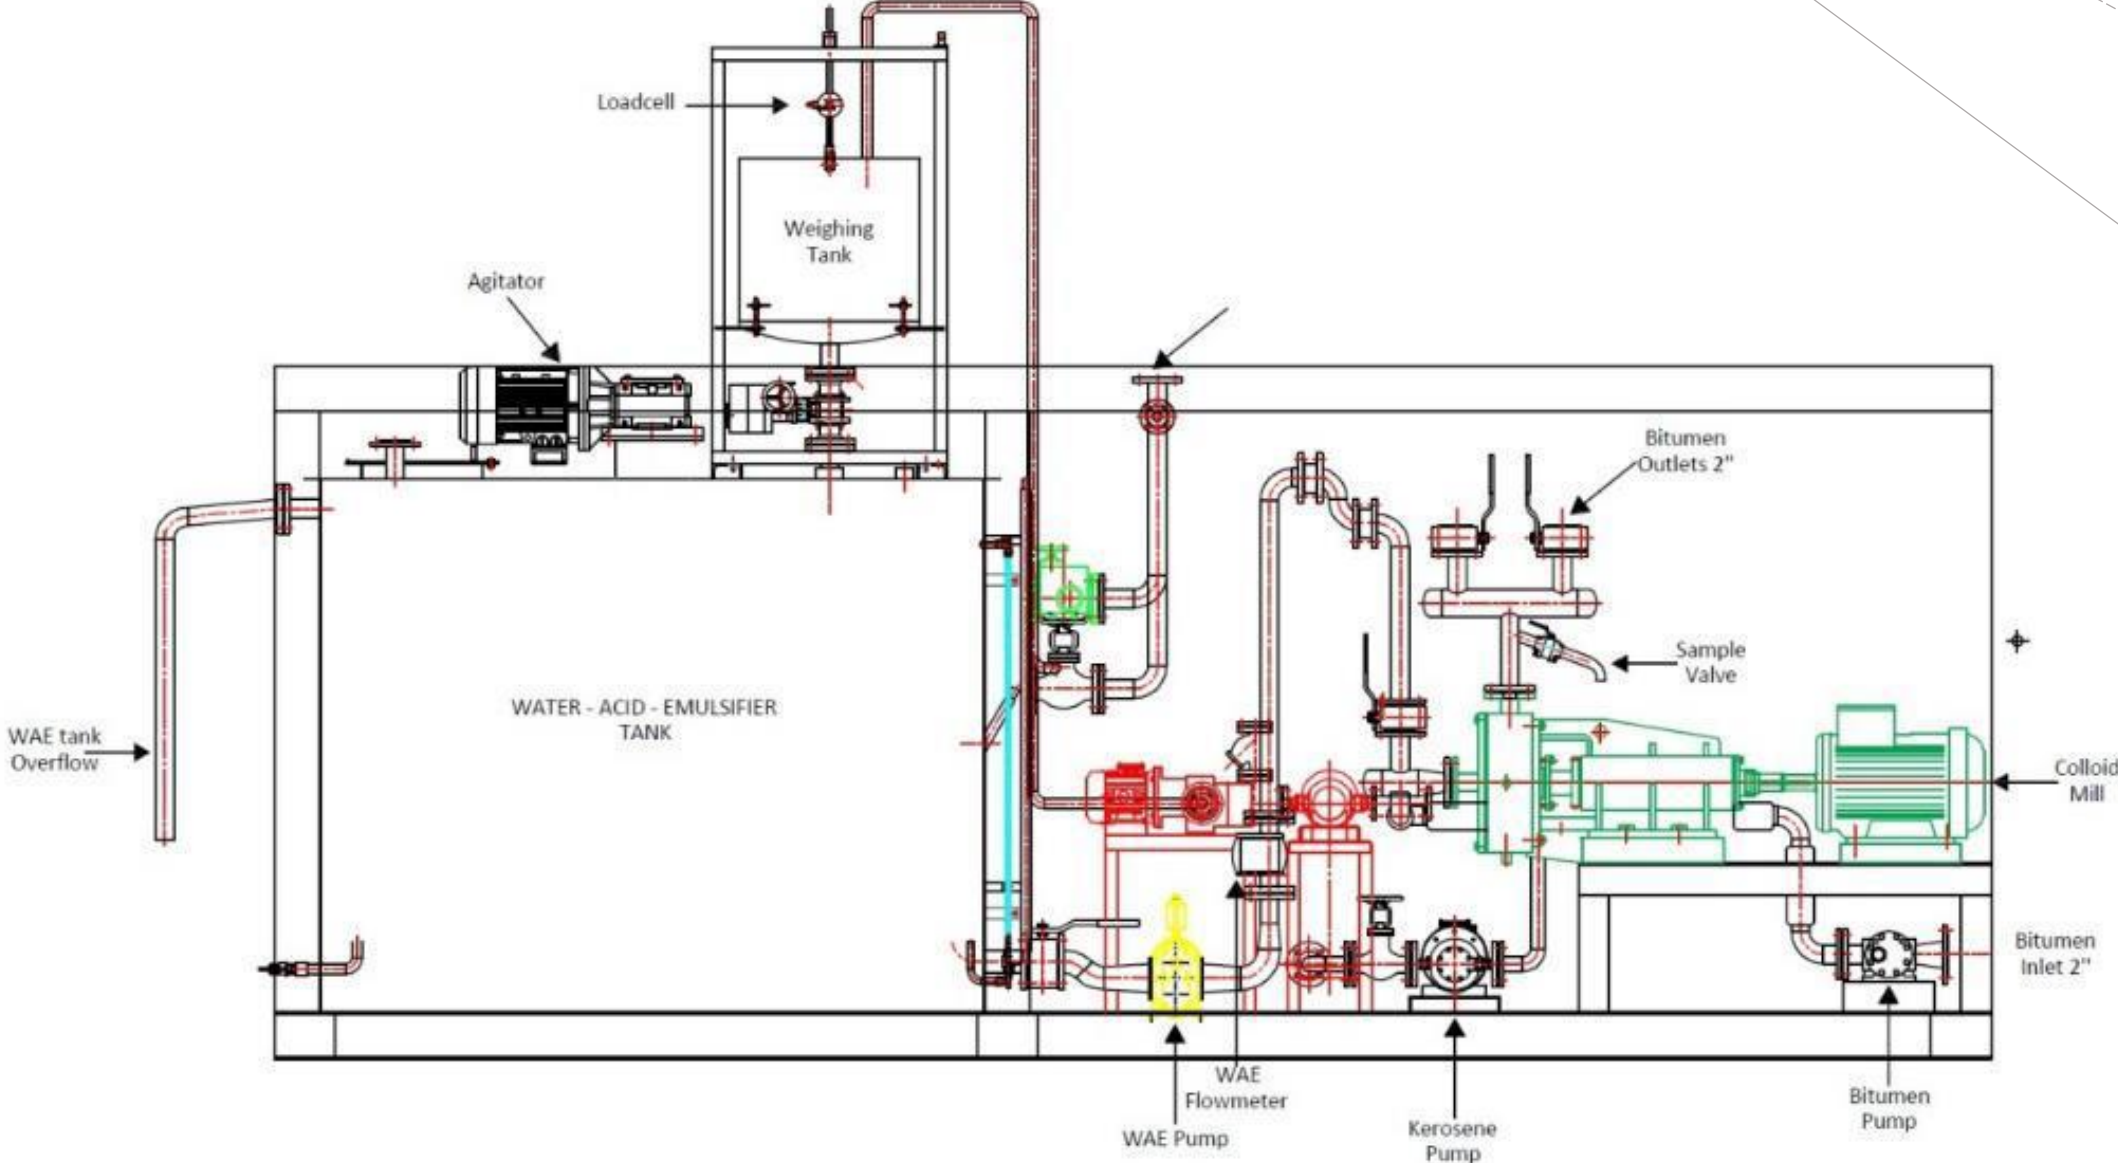 Loadcell
Weighing
Tank
Agitator
Bitumen
Outlets 2"
Sample
Valve
WATER - ACID - EMULSIFIER
TANK
WAE tank
Overflow
Colloid
Mill
Bitumen
Inlet 2"
WAE
Flowmeter
WAE Pump
Kerosene
Pump
Bitumen
Pump